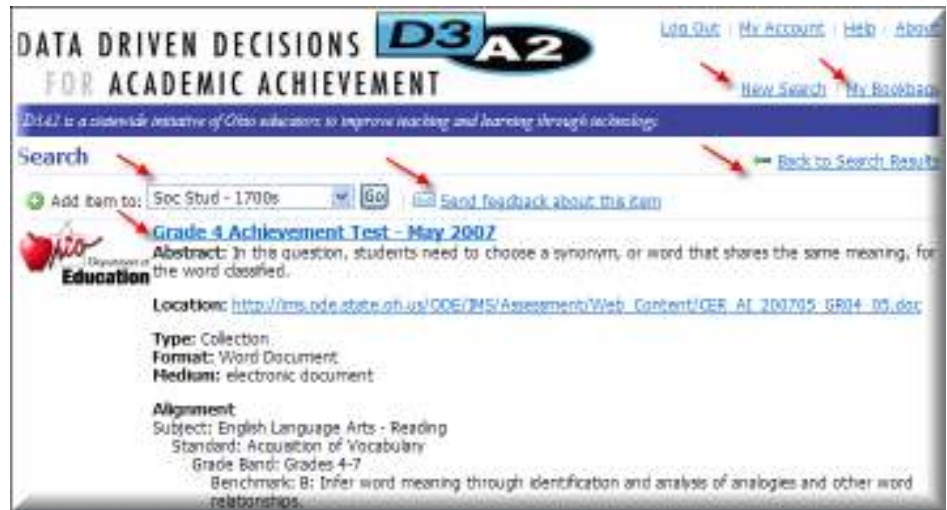 DATA DRIVEN DECISIONS D3 A2
FOR ACADEMIC ACHIEVEMENT
Log Out | My Account | Help | About
New Search | My Bookbag
D3A2 is a statewide initiative of Ohio educators to improve teaching and learning through technology.
Search
Back to Search Results
Add item to: Soc Stud - 1700s Go Send feedback about this item
Grade 4 Achievement Test - May 2007
Ohio Department of Education
Abstract: In this question, students need to choose a synonym, or word that shares the same meaning, for
the word classified.
Location: http://ims.ode.state.oh.us/ODE/IMS/Assessment/Web_Content/CER_AI_200705_GR04_05.doc
Type: Collection
Format: Word Document
Medium: electronic document
Alignment
Subject: English Language Arts - Reading
Standard: Acquisition of Vocabulary
Grade Band: Grades 4-7
Benchmark: B: Infer word meaning through identification and analysis of analogies and other word
relationships.